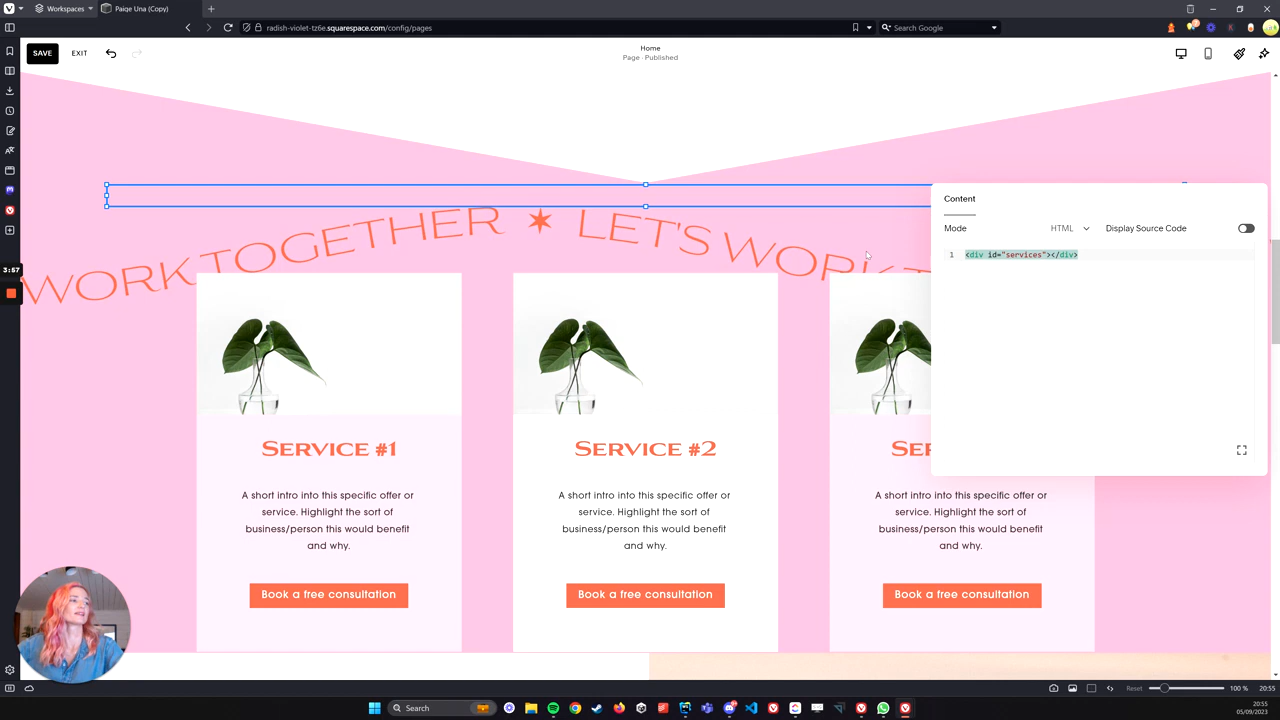 Workspaces
Paige Una (Copy)
radish-violet-tz6e.squarespace.com/config/pages
Search Google
SAVE
EXIT
Home
Page · Published
WORK TOGETHER ✶ LET'S WORK
Content
Mode
HTML
Display Source Code
1 <div id="services"></div>
3:57
SERVICE #1
SERVICE #2
A short intro into this specific offer or
service. Highlight the sort of
business/person this would benefit
and why.
A short intro into this specific offer or
service. Highlight the sort of
business/person this would benefit
and why.
A short intro into this specific offer or
service. Highlight the sort of
business/person this would benefit
and why.
Book a free consultation
Book a free consultation
Book a free consultation
Reset
100 %
20:55
Search
20:55
05/09/2023